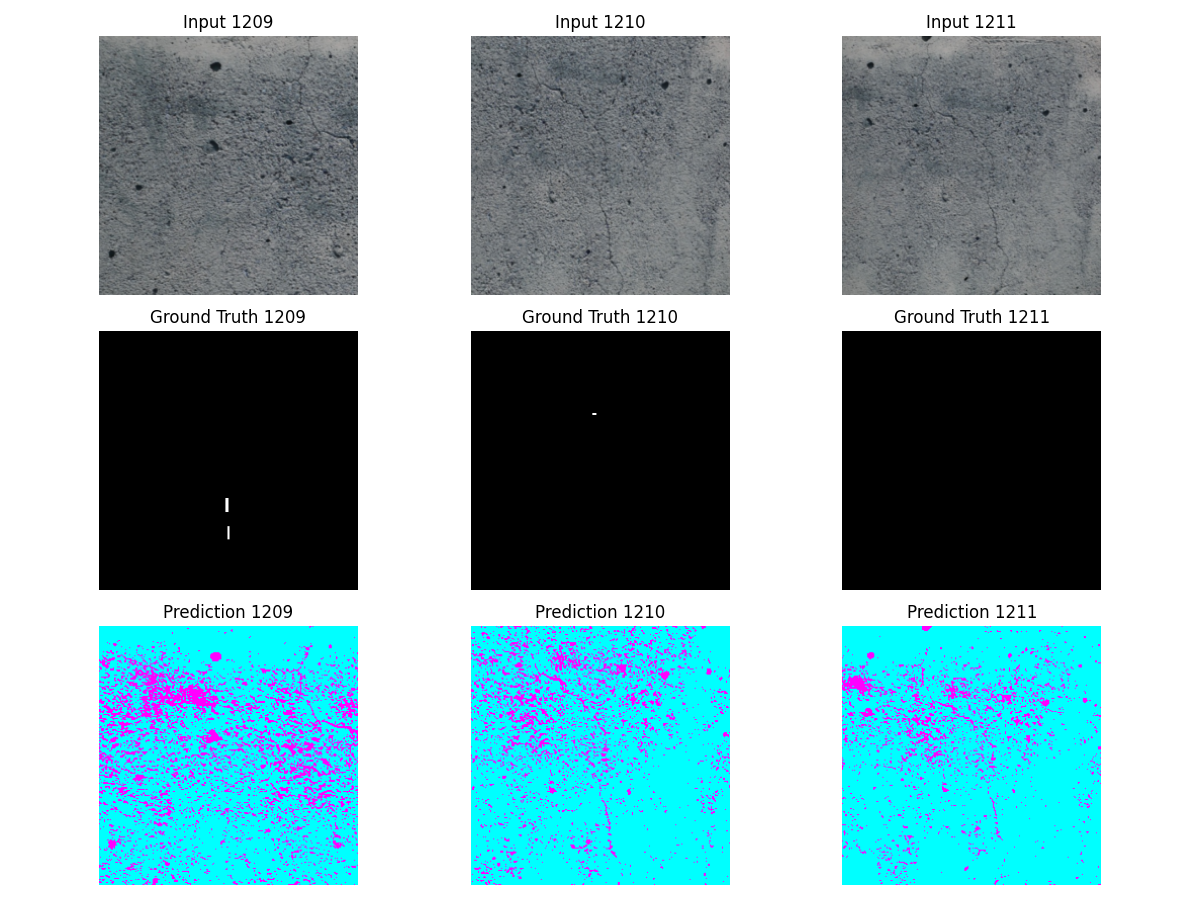 Input 1209
Input 1210
Input 1211
Ground Truth 1209
Ground Truth 1210
Ground Truth 1211
Prediction 1209
Prediction 1210
Prediction 1211